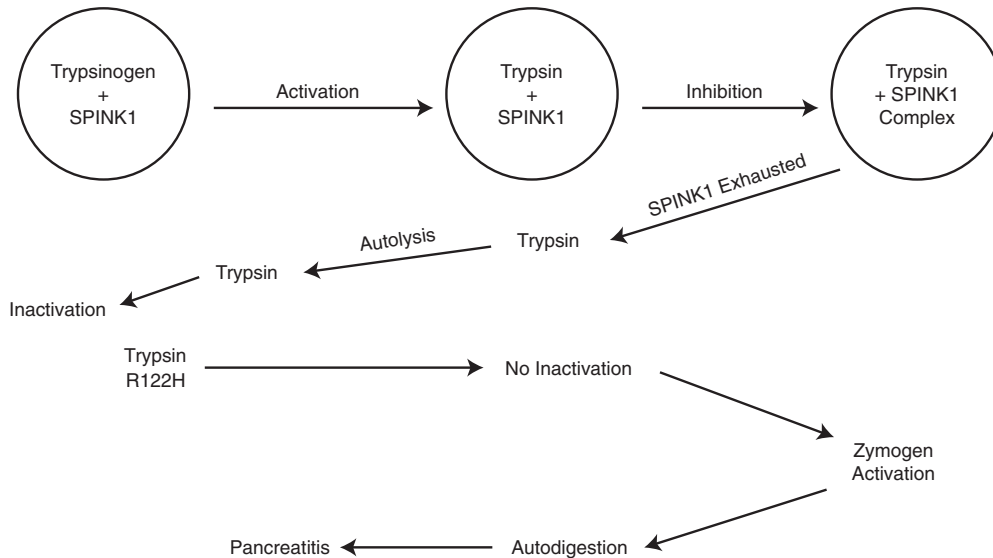 Trypsinogen
+
SPINK1
Activation
Trypsin
+
SPINK1
Inhibition
Trypsin
+ SPINK1
Complex
SPINK1 Exhausted
Trypsin
Autolysis
Trypsin
Inactivation
Trypsin
R122H
No Inactivation
Zymogen
Activation
Autodigestion
Pancreatitis